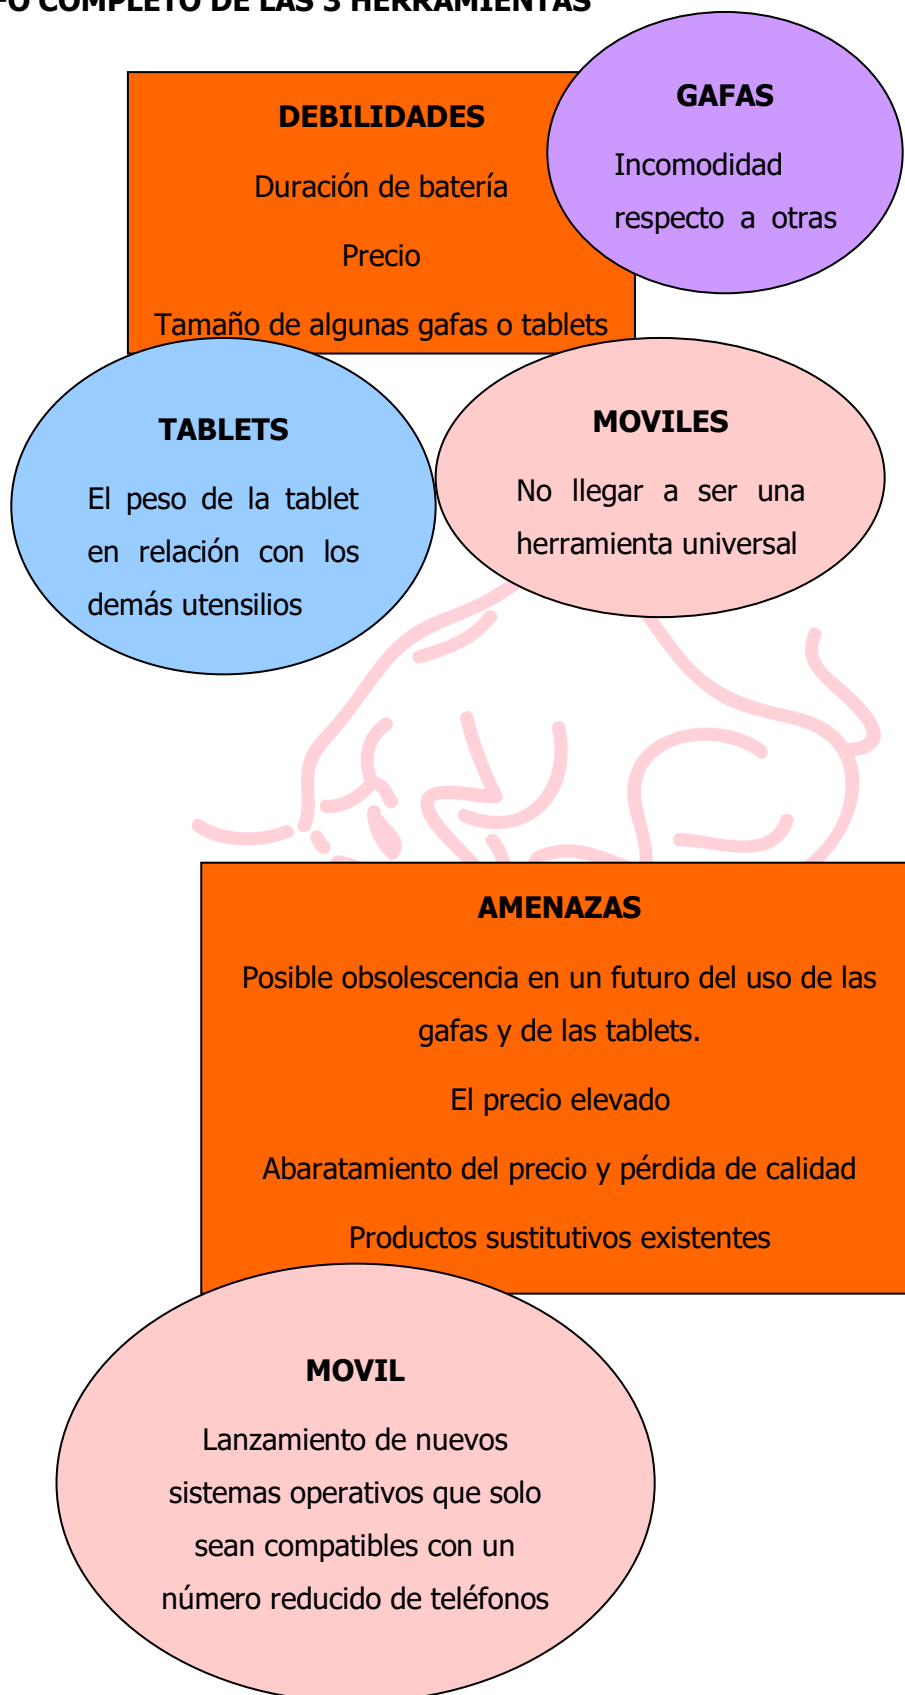 COMPLETO DE LAS 3 HERRAMIENTAS
DEBILIDADES
Duración de batería
Precio
Tamaño de algunas gafas o tablets
GAFAS
Incomodidad
respecto a otras
TABLETS
El peso de la tablet
en relación con los
demás utensilios
MOVILES
No llegar a ser una
herramienta universal
AMENAZAS
Posible obsolescencia en un futuro del uso de las
gafas y de las tablets.
El precio elevado
Abaratamiento del precio y pérdida de calidad
Productos sustitutivos existentes
MOVIL
Lanzamiento de nuevos
sistemas operativos que solo
sean compatibles con un
número reducido de teléfonos